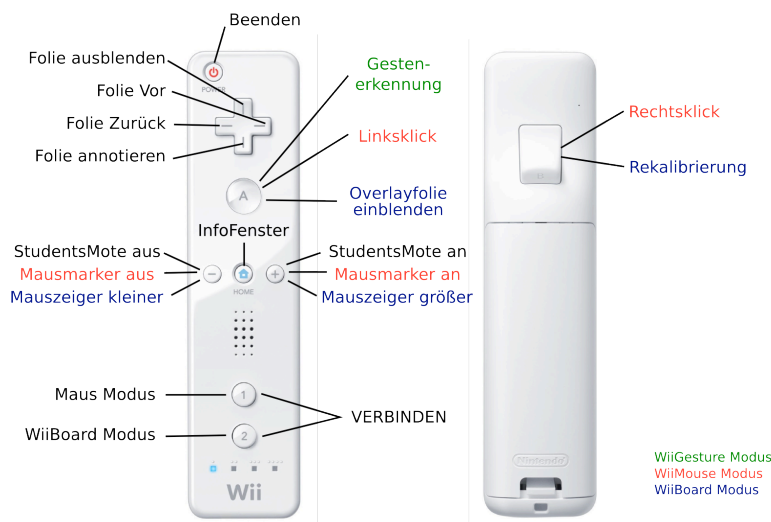 Beenden
Folie ausblenden
Folie Vor
Folie Zurück
Folie annotieren
POWER
Gesten-
erkennung
Linksklick
A
Overlayfolie
einblenden
InfoFenster
StudentsMote aus
Mausmarker aus
Mauszeiger kleiner
HOME
StudentsMote an
Mausmarker an
Mauszeiger größer
Maus Modus
1
WiiBoard Modus
2
VERBINDEN
Wii
Rechtsklick
Rekalibrierung
Nintendo
WiiGesture Modus
WiiMouse Modus
WiiBoard Modus